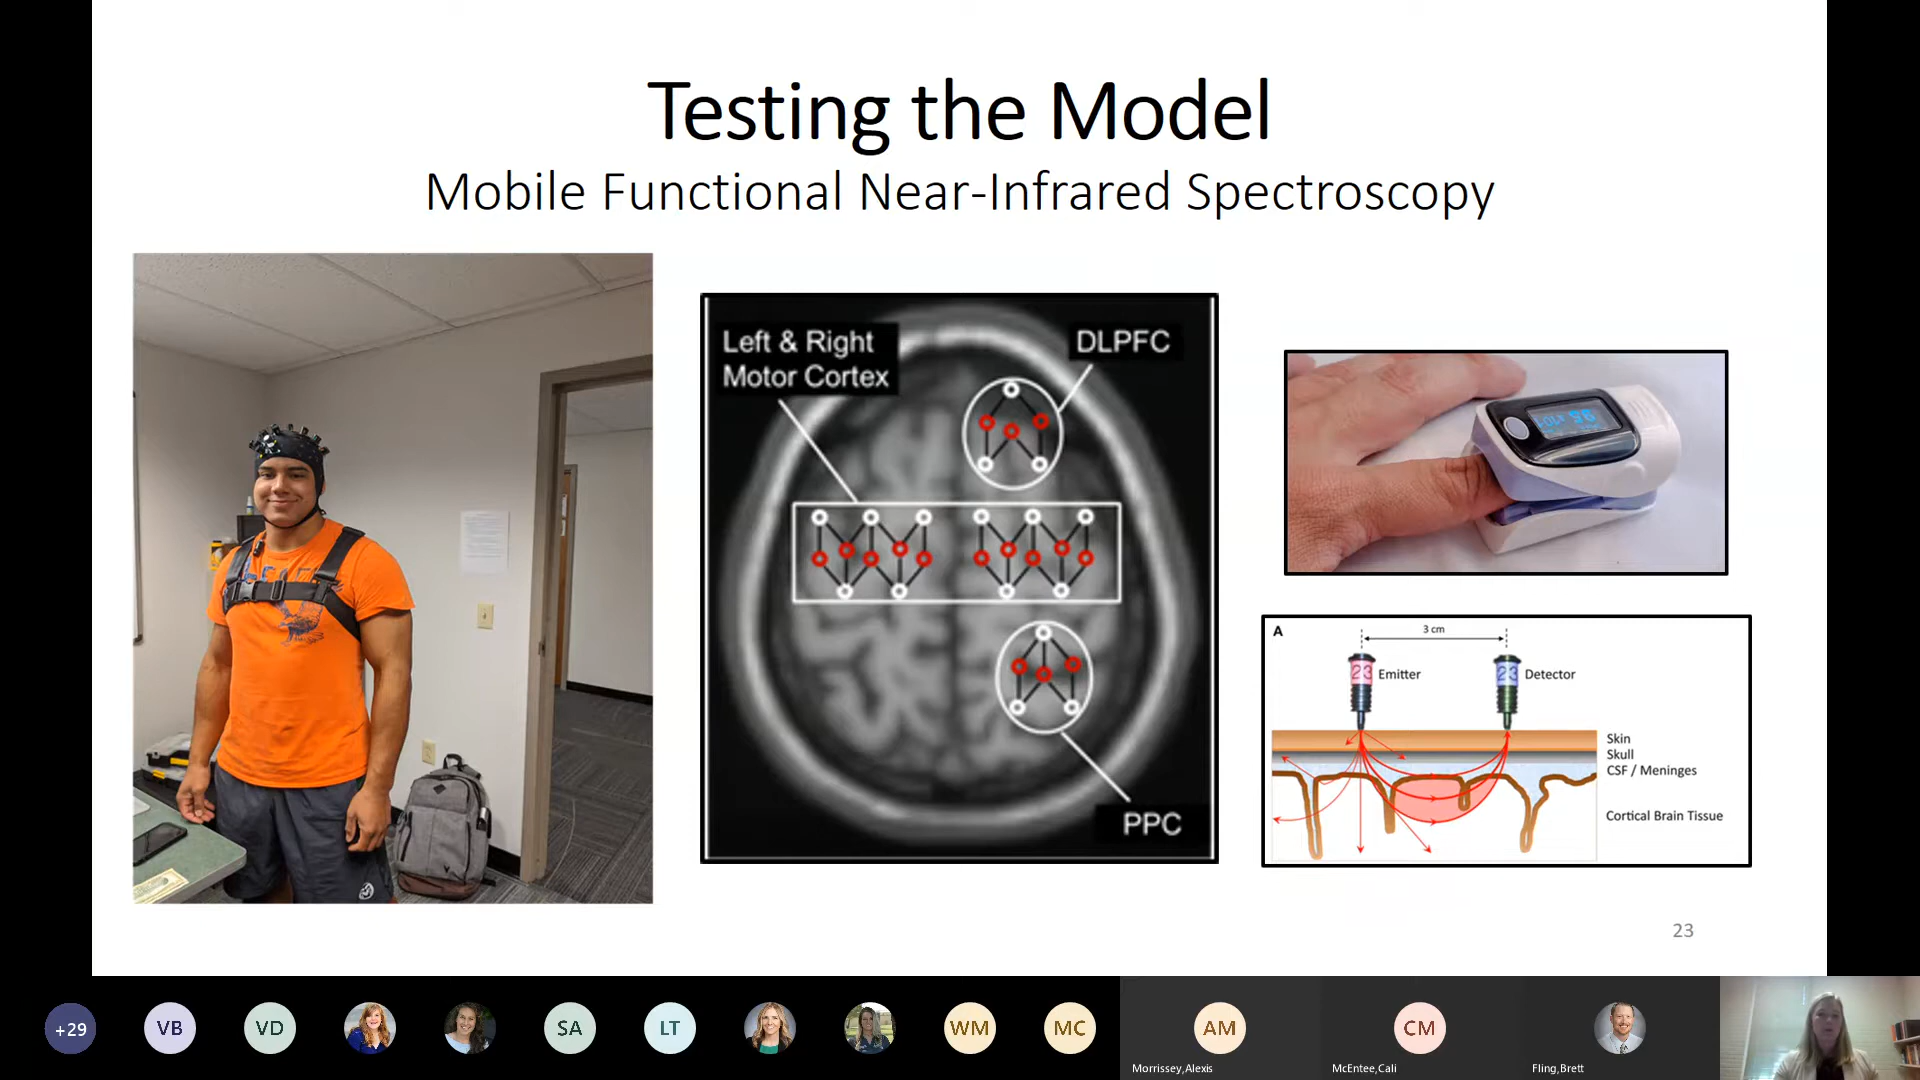 Testing the Model
Mobile Functional Near-Infrared Spectroscopy
Left & Right
Motor Cortex
DLPFC
PPC
A
3 cm
23
Emitter
23
Detector
Skin
Skull
CSF / Meninges
Cortical Brain Tissue
23
+29
VB
VD
SA
LT
WM
MC
AM
CM
Morrissey,Alexis
McEntee,Cali
Fling,Brett